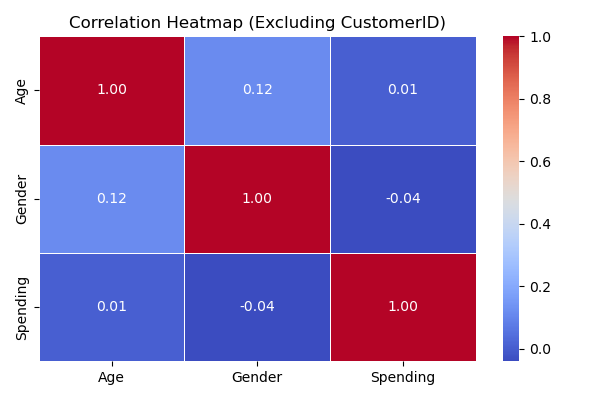 Correlation Heatmap (Excluding CustomerID)
Age 1.00 0.12 0.01
Gender 0.12 1.00 -0.04
Spending 0.01 -0.04 1.00
Age Gender Spending
1.0
0.8
0.6
0.4
0.2
0.0